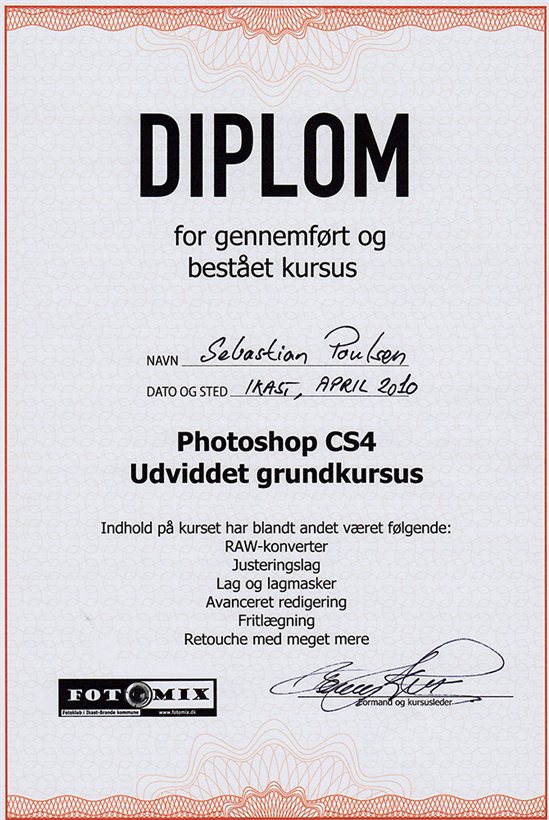 DIPLOM
for gennemført og
bestået kursus
NAVN Sebastian Poulsen
DATO OG STED IKAST, APRIL 2010
Photoshop CS4
Udviddet grundkursus
Indhold på kurset har blandt andet været følgende:
RAW-konverter
Justeringslag
Lag og lagmasker
Avanceret redigering
Fritlægning
Retouche med meget mere
FOTOMIX
Fotoklub i Ikast-Brande kommune www.fotomix.dk
Formand og kursusleder